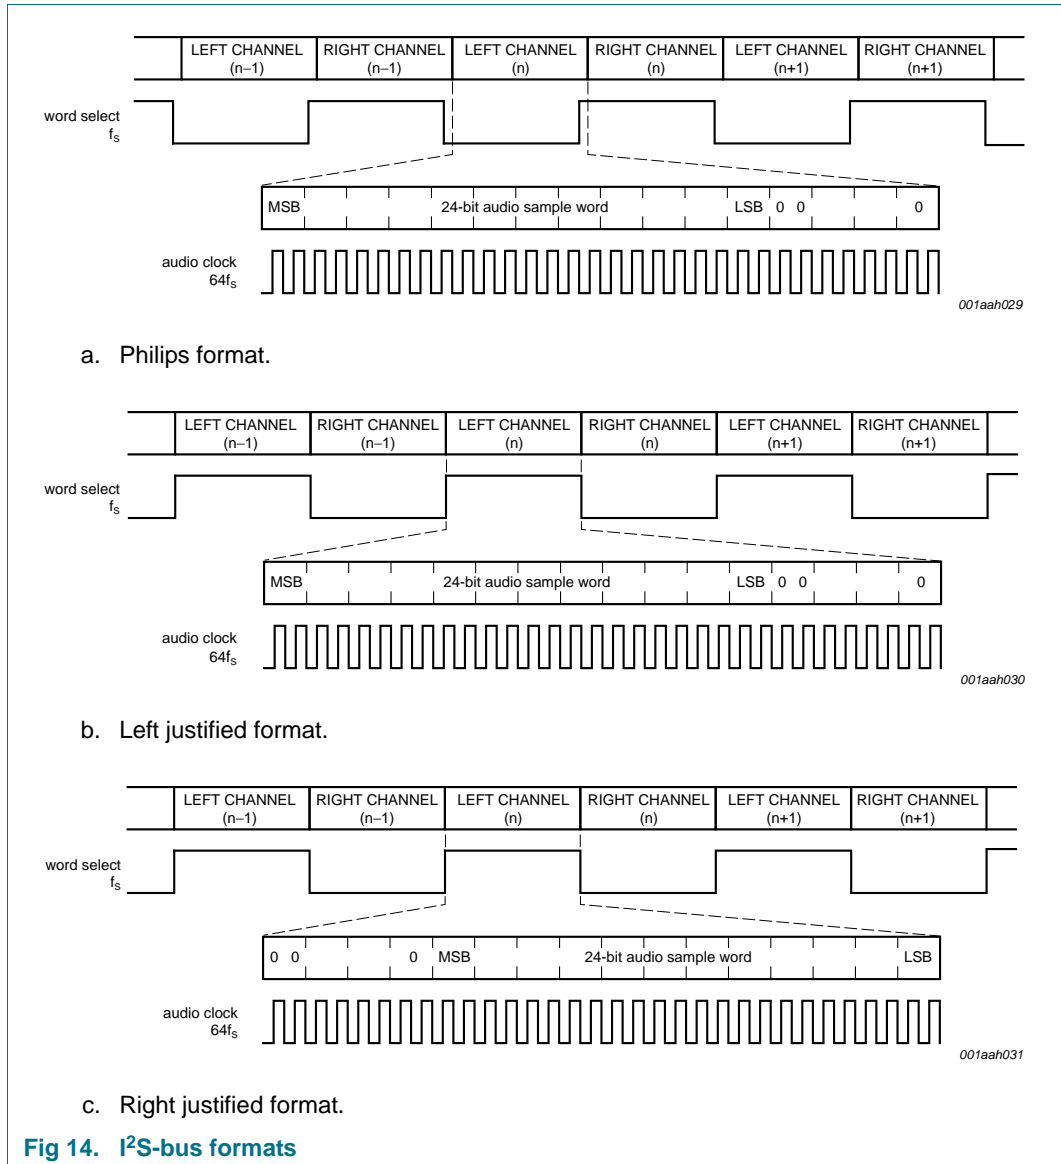 LEFT CHANNEL (n−1) RIGHT CHANNEL (n−1) LEFT CHANNEL (n) RIGHT CHANNEL (n) LEFT CHANNEL (n+1) RIGHT CHANNEL (n+1)
word select
fs
MSB 24-bit audio sample word LSB 0 0 0
audio clock
64fs
001aah029
a. Philips format.
LEFT CHANNEL (n−1) RIGHT CHANNEL (n−1) LEFT CHANNEL (n) RIGHT CHANNEL (n) LEFT CHANNEL (n+1) RIGHT CHANNEL (n+1)
word select
fs
MSB 24-bit audio sample word LSB 0 0 0
audio clock
64fs
001aah030
b. Left justified format.
LEFT CHANNEL (n−1) RIGHT CHANNEL (n−1) LEFT CHANNEL (n) RIGHT CHANNEL (n) LEFT CHANNEL (n+1) RIGHT CHANNEL (n+1)
word select
fs
0 0 0 MSB 24-bit audio sample word LSB
audio clock
64fs
001aah031
c. Right justified format.
Fig 14. I²S-bus formats